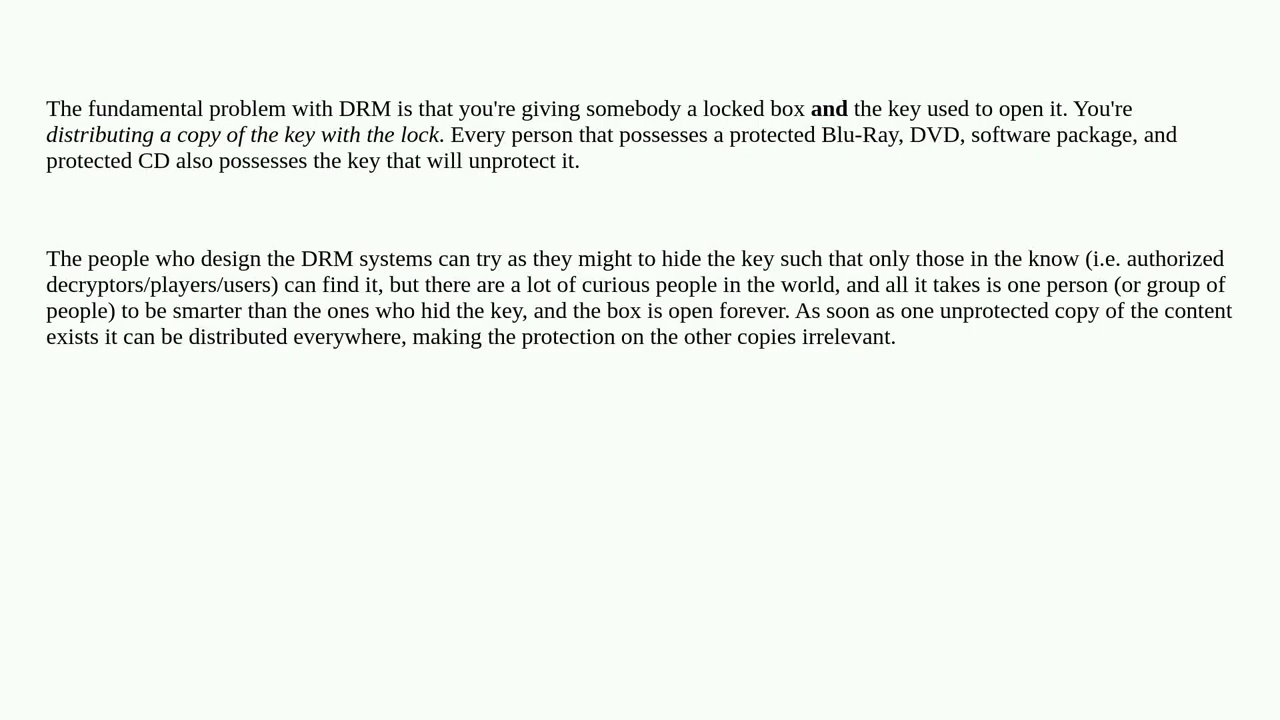 The fundamental problem with DRM is that you're giving somebody a locked box and the key used to open it. You're
distributing a copy of the key with the lock. Every person that possesses a protected Blu-Ray, DVD, software package, and
protected CD also possesses the key that will unprotect it.
The people who design the DRM systems can try as they might to hide the key such that only those in the know (i.e. authorized
decryptors/players/users) can find it, but there are a lot of curious people in the world, and all it takes is one person (or group of
people) to be smarter than the ones who hid the key, and the box is open forever. As soon as one unprotected copy of the content
exists it can be distributed everywhere, making the protection on the other copies irrelevant.